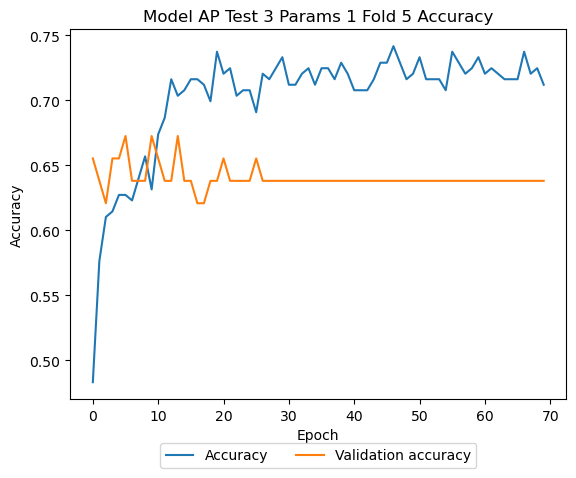 Model AP Test 3 Params 1 Fold 5 Accuracy
0.75
0.70
0.65
0.60
0.55
0.50
Accuracy
0 10 20 30 40 50 60 70
Epoch
Accuracy Validation accuracy